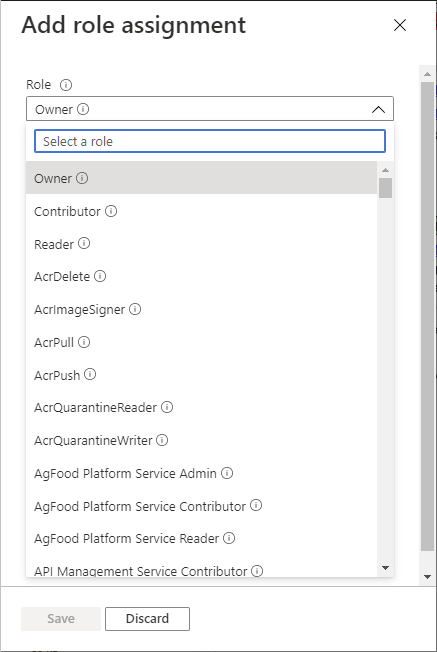 Add role assignment
Role
Owner
Select a role
Owner
Contributor
Reader
AcrDelete
AcrImageSigner
AcrPull
AcrPush
AcrQuarantineReader
AcrQuarantineWriter
AgFood Platform Service Admin
AgFood Platform Service Contributor
AgFood Platform Service Reader
API Management Service Contributor
Save Discard